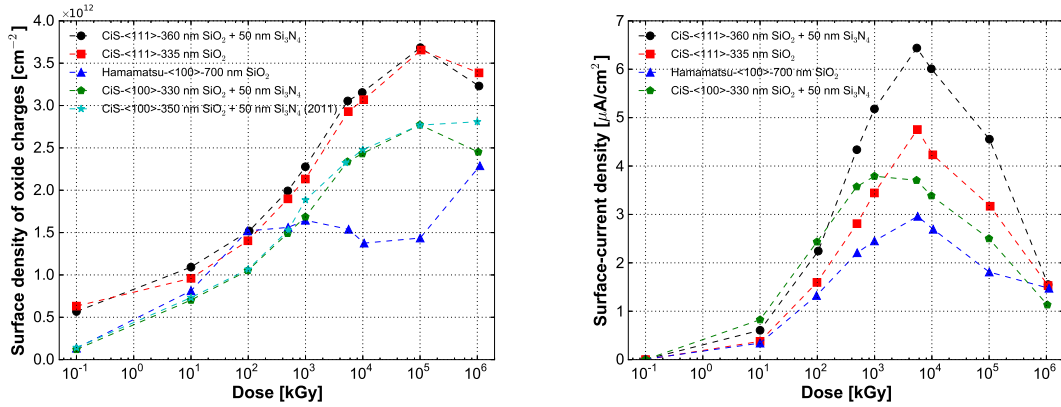 ×10¹²
4.0
3.5
3.0
2.5
2.0
1.5
1.0
0.5
0.0
Surface density of oxide charges [cm⁻²]
CiS-<111>-360 nm SiO₂ + 50 nm Si₃N₄
CiS-<111>-335 nm SiO₂
Hamamatsu-<100>-700 nm SiO₂
CiS-<100>-330 nm SiO₂ + 50 nm Si₃N₄
CiS-<100>-350 nm SiO₂ + 50 nm Si₃N₄ (2011)
10⁻¹ 10⁰ 10¹ 10² 10³ 10⁴ 10⁵ 10⁶
Dose [kGy]
7
6
5
4
3
2
1
0
Surface-current density [μA/cm²]
CiS-<111>-360 nm SiO₂ + 50 nm Si₃N₄
CiS-<111>-335 nm SiO₂
Hamamatsu-<100>-700 nm SiO₂
CiS-<100>-330 nm SiO₂ + 50 nm Si₃N₄
10⁻¹ 10⁰ 10¹ 10² 10³ 10⁴ 10⁵ 10⁶
Dose [kGy]